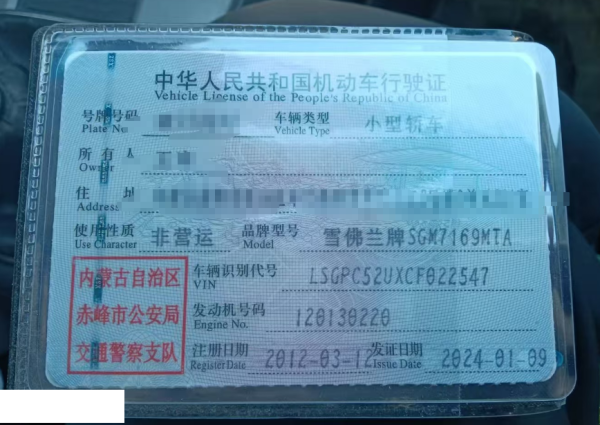 中华人民共和国机动车行驶证
Vehicle License of the People's Republic of China
号牌号码 车辆类型 小型轿车
Plate No. Vehicle Type
所有人
Owner
住址
Address
使用性质 非营运 品牌型号 雪佛兰牌SGM7169MTA
Use Character Model
内蒙古自治区
赤峰市公安局
交通警察支队
车辆识别代号 LSGPC52UXCF022547
VIN
发动机号码 120130220
Engine No.
注册日期 2012-03-12 发证日期 2024-01-09
Register Date Issue Date